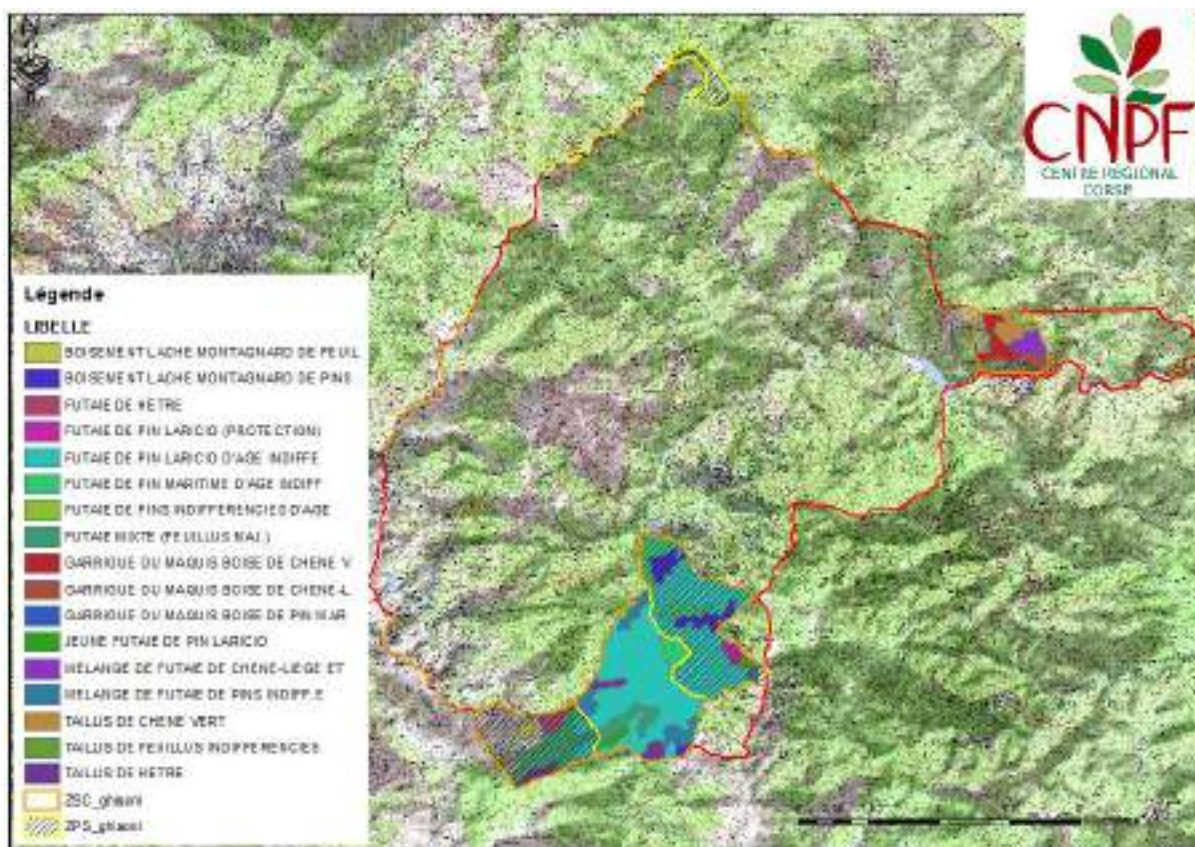 CNPF
CENTRE REGIONAL
CORSE
Légende
LIBELLE
BOISEMENT LACHE MONTAGNARD DE FEUIL
BOISEMENT LACHE MONTAGNARD DE PINS
FUTAIE DE HETRE
FUTAIE DE PIN LARICIO (PROTECTION)
FUTAIE DE PIN LARICIO D'AGE INDIFFE
FUTAIE DE PIN MARITIME D'AGE INDIFF
FUTAIE DE PINS INDIFFERENCIES D'AGE
FUTAIE MIXTE (FEUILLUS MAJ.)
GARRIGUE OU MAQUIS BOISE DE CHENE V
GARRIGUE OU MAQUIS BOISE DE CHENE-L
GARRIGUE OU MAQUIS BOISE DE PIN MAR
JEUNE FUTAIE DE PIN LARICIO
MELANGE DE FUTAIE DE CHENE-LIEGE ET
MELANGE DE FUTAIE DE PINS INDIFF.E
TAILLIS DE CHENE VERT
TAILLIS DE FEUILLUS INDIFFERENCIES
TAILLIS DE HETRE
ZSC_ghisoni
ZPS_ghisoni